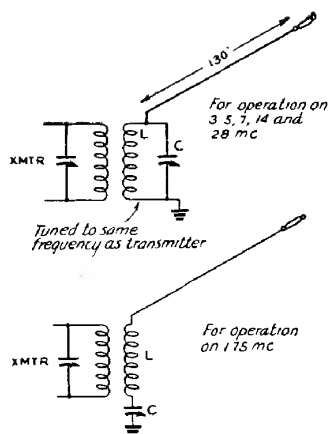 130'
For operation on
3.5, 7, 14 and
28 mc
L
C
XMTR
Tuned to same
frequency as transmitter
For operation
on 1.75 mc
XMTR
L
C